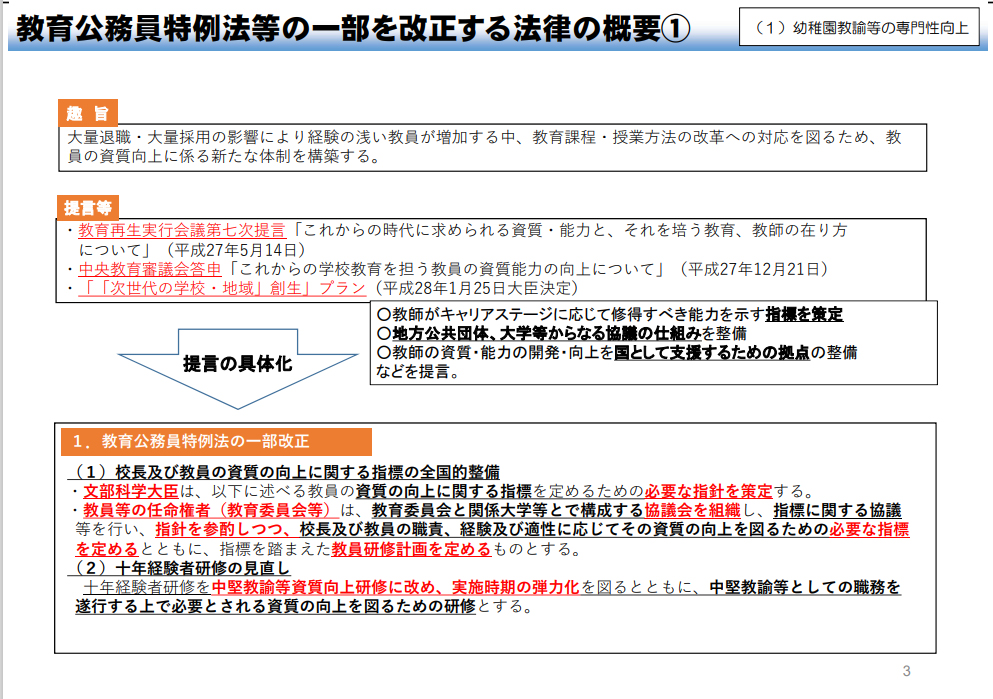 教育公務員特例法等の一部を改正する法律の概要①
（１）幼稚園教諭等の専門性向上
趣 旨
大量退職・大量採用の影響により経験の浅い教員が増加する中、教育課程・授業方法の改革への対応を図るため、教
員の資質向上に係る新たな体制を構築する。
提言等
・教育再生実行会議第七次提言「これからの時代に求められる資質・能力と、それを培う教育、教師の在り方
について」（平成27年5月14日）
・中央教育審議会答申「これからの学校教育を担う教員の資質能力の向上について」（平成27年12月21日）
・「「次世代の学校・地域」創生」プラン（平成28年1月25日大臣決定）
○教師がキャリアステージに応じて修得すべき能力を示す指標を策定
○地方公共団体、大学等からなる協議の仕組みを整備
○教師の資質・能力の開発・向上を国として支援するための拠点の整備
などを提言。
提言の具体化
１．教育公務員特例法の一部改正
（１）校長及び教員の資質の向上に関する指標の全国的整備
・文部科学大臣は、以下に述べる教員の資質の向上に関する指標を定めるための必要な指針を策定する。
・教員等の任命権者（教育委員会等）は、教育委員会と関係大学等とで構成する協議会を組織し、指標に関する協議
等を行い、指針を参酌しつつ、校長及び教員の職責、経験及び適性に応じてその資質の向上を図るための必要な指標
を定めるとともに、指標を踏まえた教員研修計画を定めるものとする。
（２）十年経験者研修の見直し
十年経験者研修を中堅教諭等資質向上研修に改め、実施時期の弾力化を図るとともに、中堅教諭等としての職務を
遂行する上で必要とされる資質の向上を図るための研修とする。
3